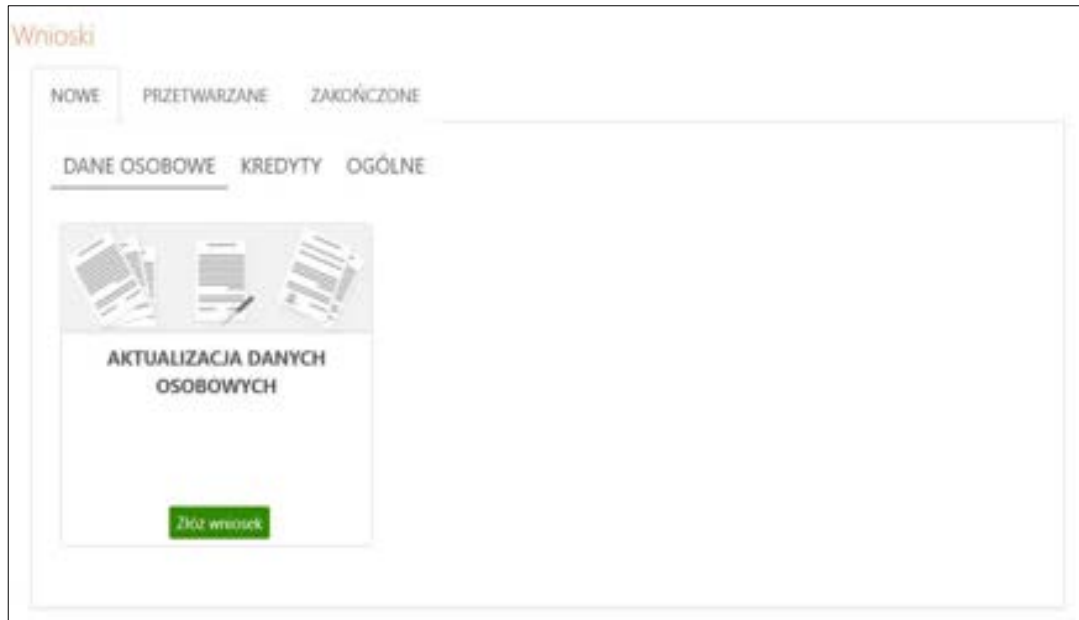 Wnioski
NOWE PRZETWARZANE ZAKOŃCZONE
DANE OSOBOWE KREDYTY OGÓLNE
AKTUALIZACJA DANYCH
OSOBOWYCH
Złóż wniosek